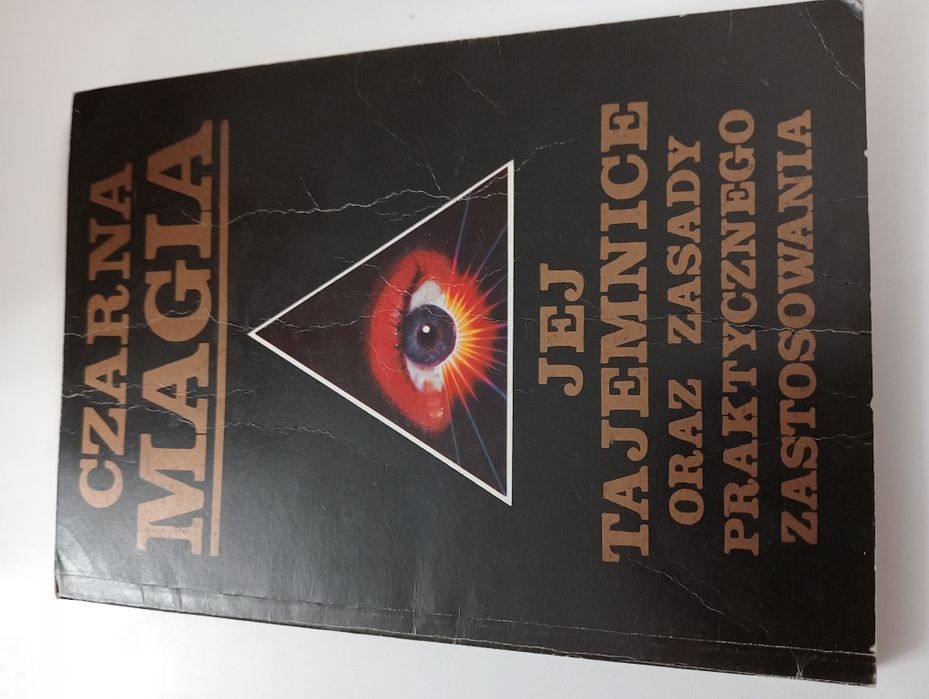 CZARNA
MAGIA
JEJ
TAJEMNICE
ORAZ ZASADY
PRAKTYCZNEGO
ZASTOSOWANIA